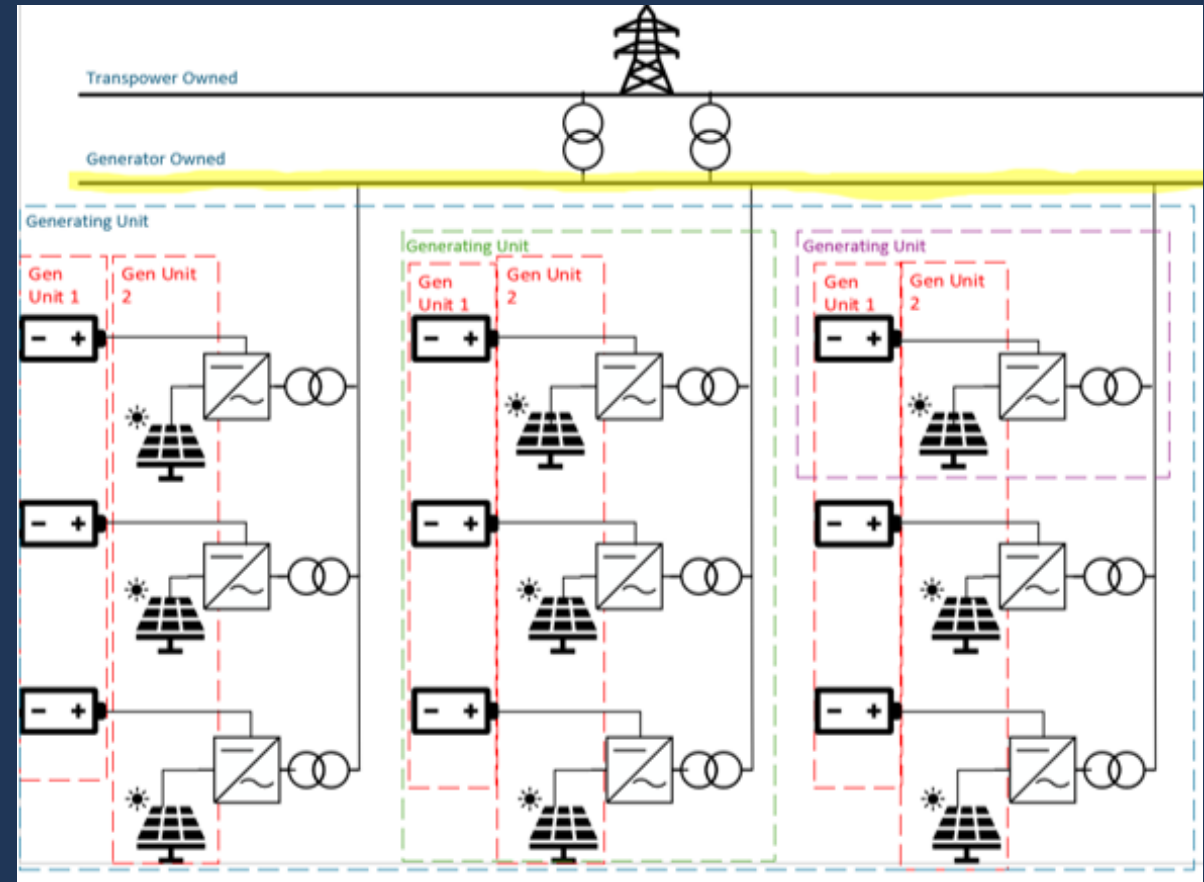 Transpower Owned
Generator Owned
Generating Unit
Generating Unit
Generating Unit
Gen
Unit 1
Gen Unit
2
Gen
Unit 1
Gen Unit
2
Gen
Unit 1
Gen Unit
2